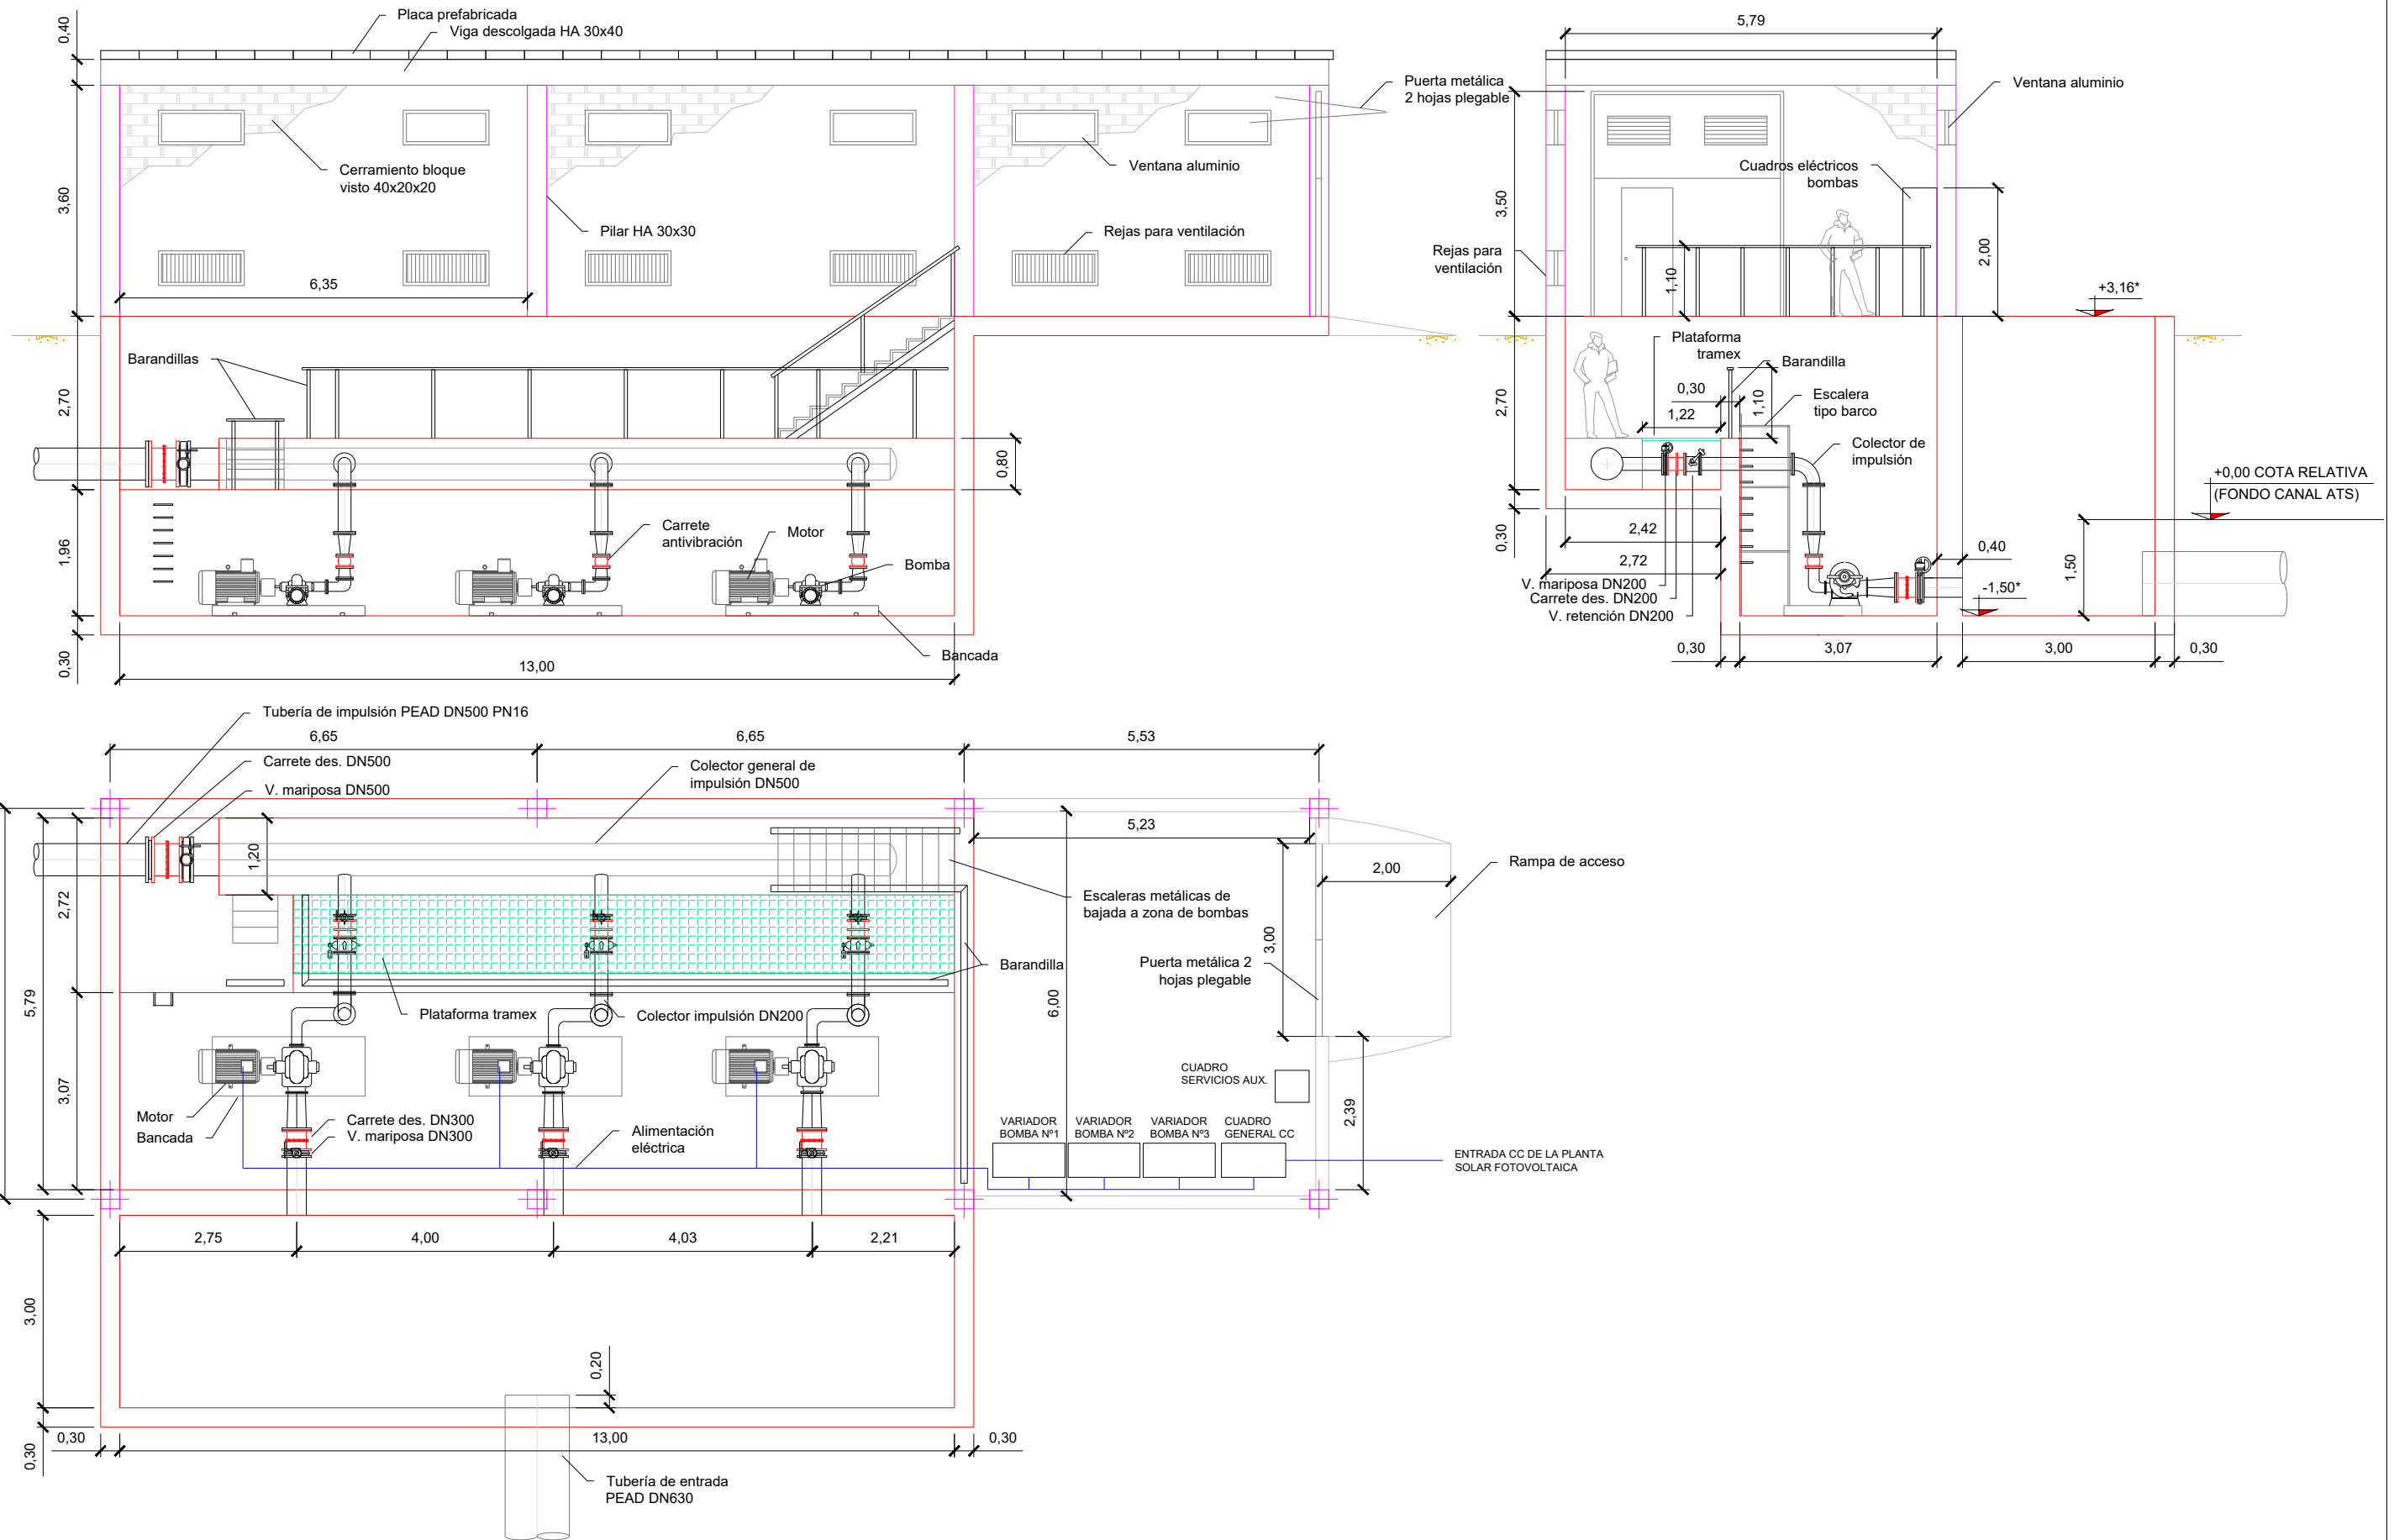 Placa prefabricada
Viga descolgada HA 30x40
0,40
3,60
2,70
1,96
0,30
Cerramiento bloque
visto 40x20x20
Pilar HA 30x30
Ventana aluminio
Rejas para ventilación
Puerta metálica
2 hojas plegable
6,35
Barandillas
0,80
Carrete
antivibración
Motor
Bomba
Bancada
13,00
5,79
Ventana aluminio
Cuadros eléctricos
bombas
3,50
2,00
1,10
Rejas para
ventilación
+3,16*
Plataforma
tramex
Barandilla
0,30
1,22
1,10
Escalera
tipo barco
Colector de
impulsión
2,70
0,30
2,42
2,72
V. mariposa DN200
Carrete des. DN200
V. retención DN200
0,40
-1,50*
1,50
+0,00 COTA RELATIVA
(FONDO CANAL ATS)
0,30
3,07
3,00
0,30
Tubería de impulsión PEAD DN500 PN16
6,65
6,65
5,53
Carrete des. DN500
V. mariposa DN500
Colector general de
impulsión DN500
1,20
5,23
2,00
Rampa de acceso
Escaleras metálicas de
bajada a zona de bombas
3,00
Barandilla
Puerta metálica 2
hojas plegable
6,00
2,72
5,79
3,07
Plataforma tramex
Colector impulsión DN200
CUADRO
SERVICIOS AUX.
2,39
Motor
Bancada
Carrete des. DN300
V. mariposa DN300
Alimentación
eléctrica
VARIADOR
BOMBA Nº1
VARIADOR
BOMBA Nº2
VARIADOR
BOMBA Nº3
CUADRO
GENERAL CC
ENTRADA CC DE LA PLANTA
SOLAR FOTOVOLTAICA
2,75
4,00
4,03
2,21
3,00
0,20
0,30
0,30
13,00
0,30
Tubería de entrada
PEAD DN630